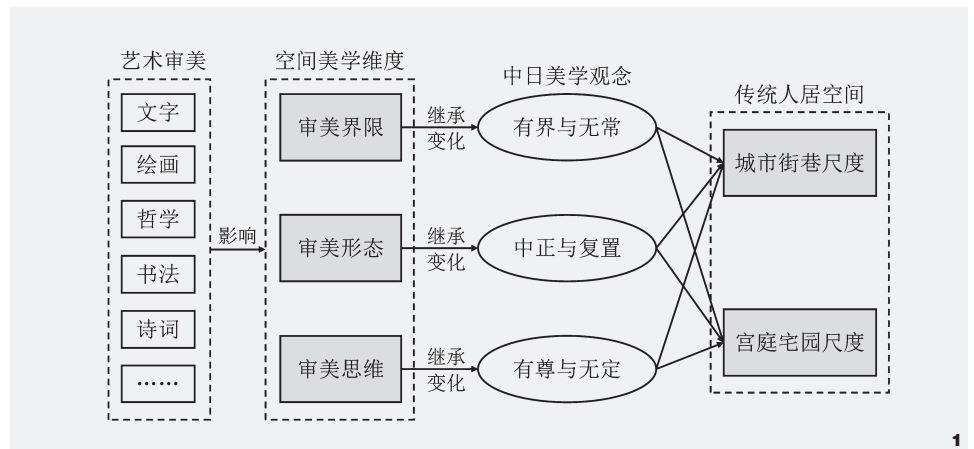 艺术审美
文字
绘画
哲学
书法
诗词
……
影响
空间美学维度
审美界限
审美形态
审美思维
继承
变化
继承
变化
继承
变化
中日美学观念
有界与无常
中正与复置
有尊与无定
传统人居空间
城市街巷尺度
宫庭宅园尺度
1